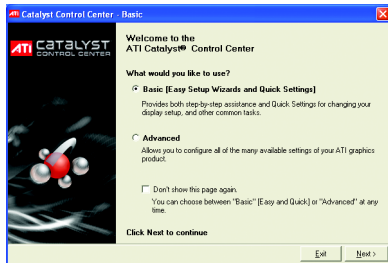 ATI Catalyst Control Center - Basic
ATI CATALYST
CONTROL CENTER
Welcome to the
ATI Catalyst® Control Center
What would you like to use?
Basic [Easy Setup Wizards and Quick Settings]
Provides both step-by-step assistance and Quick Settings for changing your
display setup, and other common tasks.
Advanced
Allows you to configure all of the many available settings of your ATI graphics
product.
Don't show this page again.
You can choose between "Basic" [Easy and Quick] or "Advanced" at any
time.
Click Next to continue
Exit
Next >